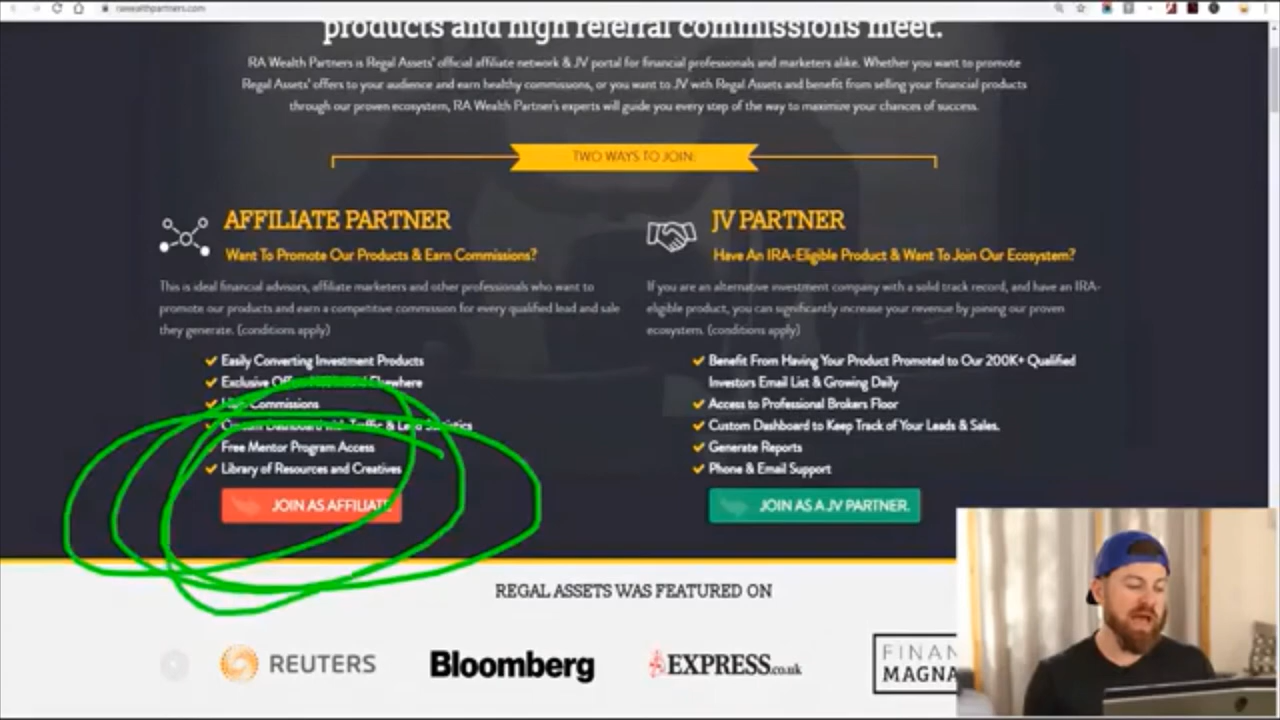 rawealthpartners.com
products and high referral commissions meet.
RA Wealth Partners is Regal Assets' official affiliate network & JV portal for financial professionals and marketers alike. Whether you want to promote
Regal Assets' offers to your audience and earn healthy commissions, or you want to JV with Regal Assets and benefit from selling your financial products
through our proven ecosystem, RA Wealth Partner's experts will guide you every step of the way to maximize your chances of success.
TWO WAYS TO JOIN:
AFFILIATE PARTNER
Want To Promote Our Products & Earn Commissions?
This is ideal financial advisors, affiliate marketers and other professionals who want to
promote our products and earn a competitive commission for every qualified lead and sale
they generate. (conditions apply)
Easily Converting Investment Products
Exclusive Elsewhere
High Commissions
Custom Dashboard with Traffic & Lead Statistics
Free Mentor Program Access
Library of Resources and Creatives
JOIN AS AFFILIATE
JV PARTNER
Have An IRA-Eligible Product & Want To Join Our Ecosystem?
If you are an alternative investment company with a solid track record, and have an IRA-
eligible product, you can significantly increase your revenue by joining our proven
ecosystem. (conditions apply)
Benefit From Having Your Product Promoted to Our 200K+ Qualified
Investors Email List & Growing Daily
Access to Professional Brokers Floor
Custom Dashboard to Keep Track of Your Leads & Sales.
Generate Reports
Phone & Email Support
JOIN AS A JV PARTNER.
REGAL ASSETS WAS FEATURED ON
REUTERS
Bloomberg
EXPRESS.co.uk
FINAN
MAGNA